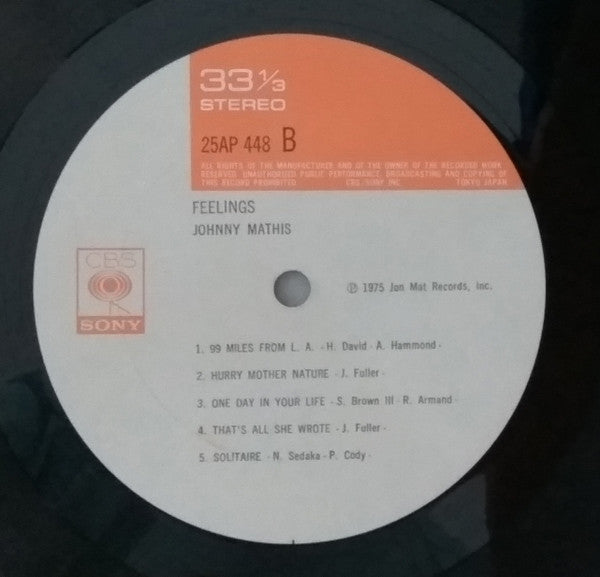 33 1/3
STEREO
25AP 448 B
ALL RIGHTS OF THE MANUFACTURER AND OF THE OWNER OF THE RECORDED WORK
RESERVED. UNAUTHORIZED PUBLIC PERFORMANCE, BROADCASTING AND COPYING OF
THIS RECORD PROHIBITED CBS/SONY INC. TOKYO JAPAN
FEELINGS
JOHNNY MATHIS
CBS
SONY
℗ 1975 Jon Mat Records, Inc.
1. 99 MILES FROM L. A. - H. David - A. Hammond -
2. HURRY MOTHER NATURE - J. Fuller -
3. ONE DAY IN YOUR LIFE - S. Brown III - R. Armand -
4. THAT'S ALL SHE WROTE - J. Fuller -
5. SOLITAIRE - N. Sedaka - P. Cody -